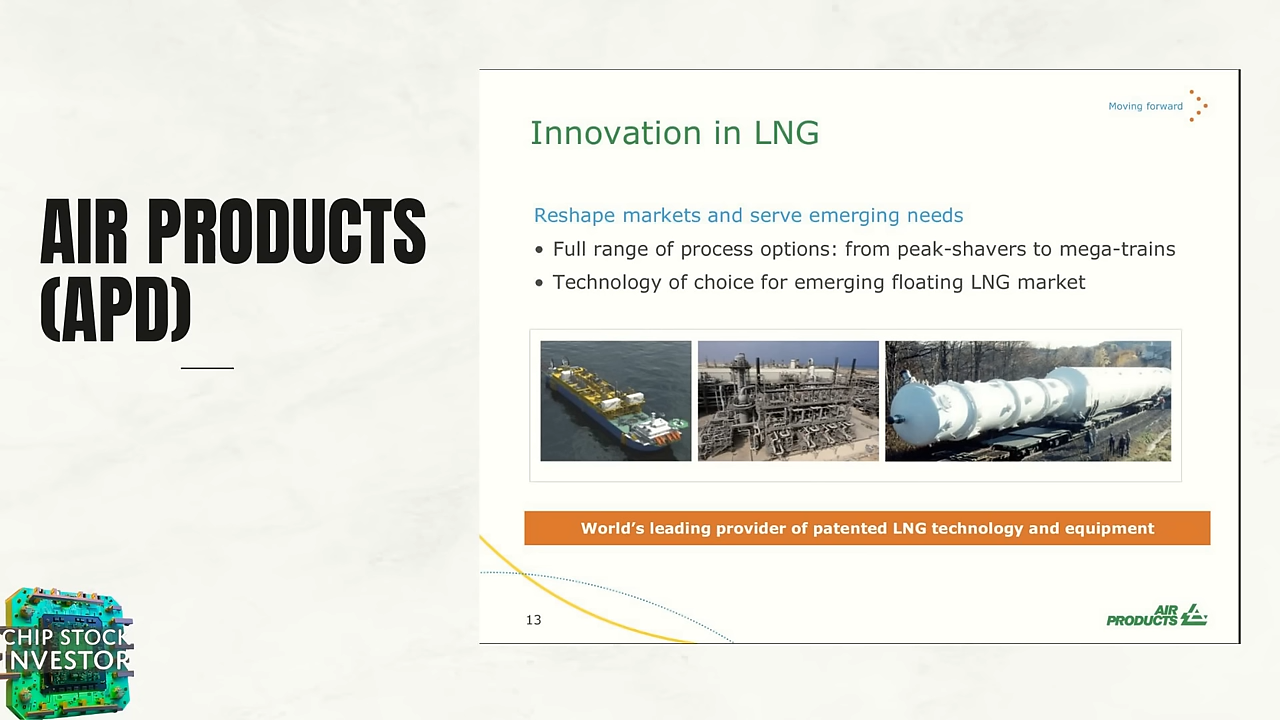 AIR PRODUCTS
(APD)
Moving forward
Innovation in LNG
Reshape markets and serve emerging needs
• Full range of process options: from peak-shavers to mega-trains
• Technology of choice for emerging floating LNG market
World's leading provider of patented LNG technology and equipment
13
AIR
PRODUCTS
CHIP STOCK
INVESTOR